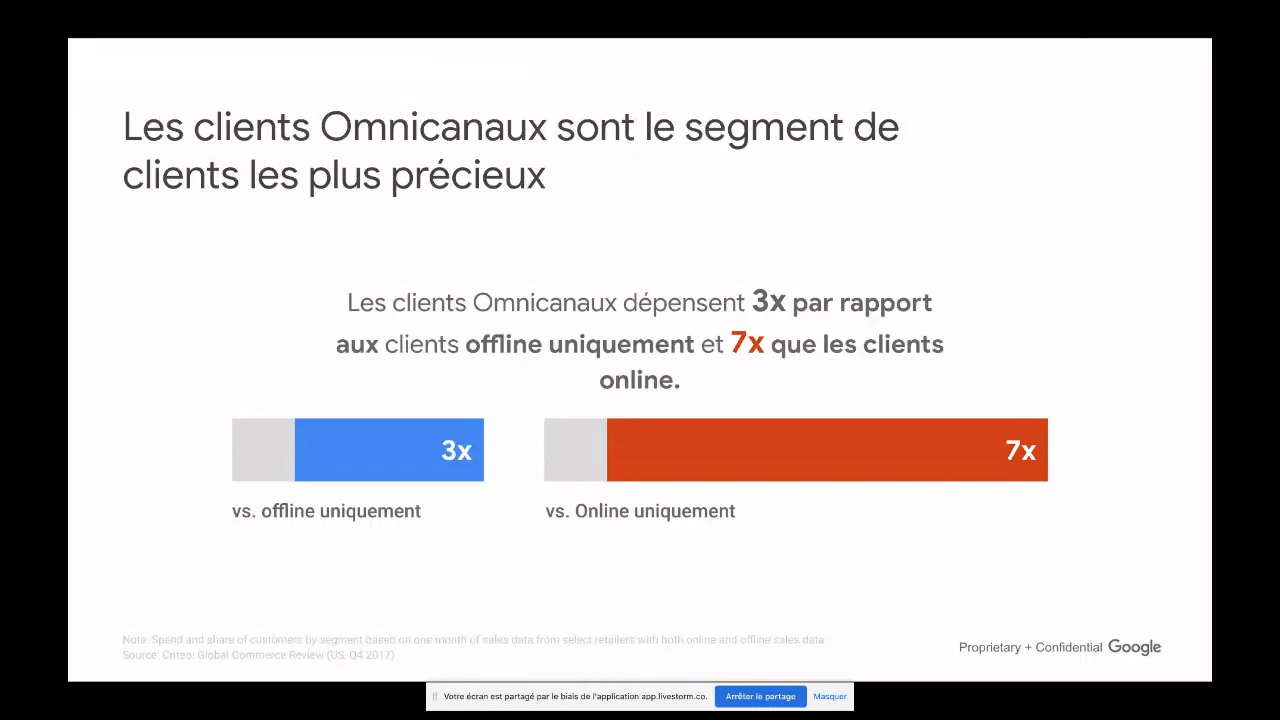 Les clients Omnicanaux sont le segment de
clients les plus précieux
Les clients Omnicanaux dépensent 3x par rapport
aux clients offline uniquement et 7x que les clients
online.
3x
7x
vs. offline uniquement
vs. Online uniquement
Note: Spend and share of customers by segment based on one month of sales data from select retailers with both online and offline sales data
Source: Criteo: Global Commerce Review (US, Q4 2017)
Proprietary + Confidential Google
Votre écran est partagé par le biais de l'application app.livestorm.co.
Arrêter le partage
Masquer